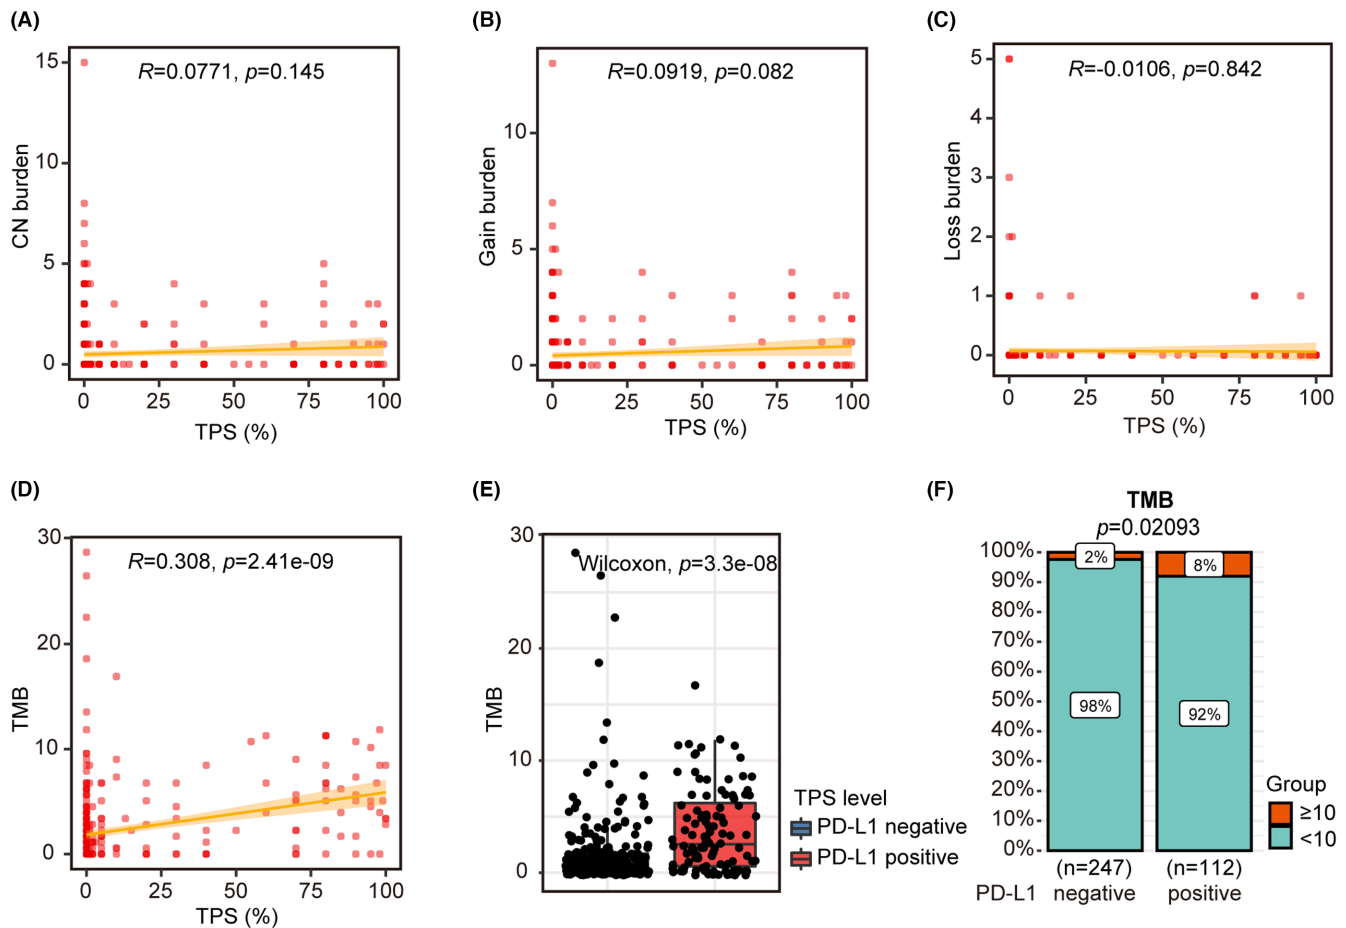 (A)
R=0.0771, p=0.145
15
10
5
0
CN burden
0 25 50 75 100
TPS (%)
(B)
R=0.0919, p=0.082
10
5
0
Gain burden
0 25 50 75 100
TPS (%)
(C)
R=-0.0106, p=0.842
5
4
3
2
1
0
Loss burden
0 25 50 75 100
TPS (%)
(D)
R=0.308, p=2.41e-09
30
20
10
0
TMB
0 25 50 75 100
TPS (%)
(E)
Wilcoxon, p=3.3e-08
30
20
10
0
TMB
TPS level
PD-L1 negative
PD-L1 positive
(F)
TMB
p=0.02093
100%
90%
80%
70%
60%
50%
40%
30%
20%
10%
0%
2%
8%
98%
92%
(n=247) (n=112)
PD-L1 negative positive
Group
≥10
<10